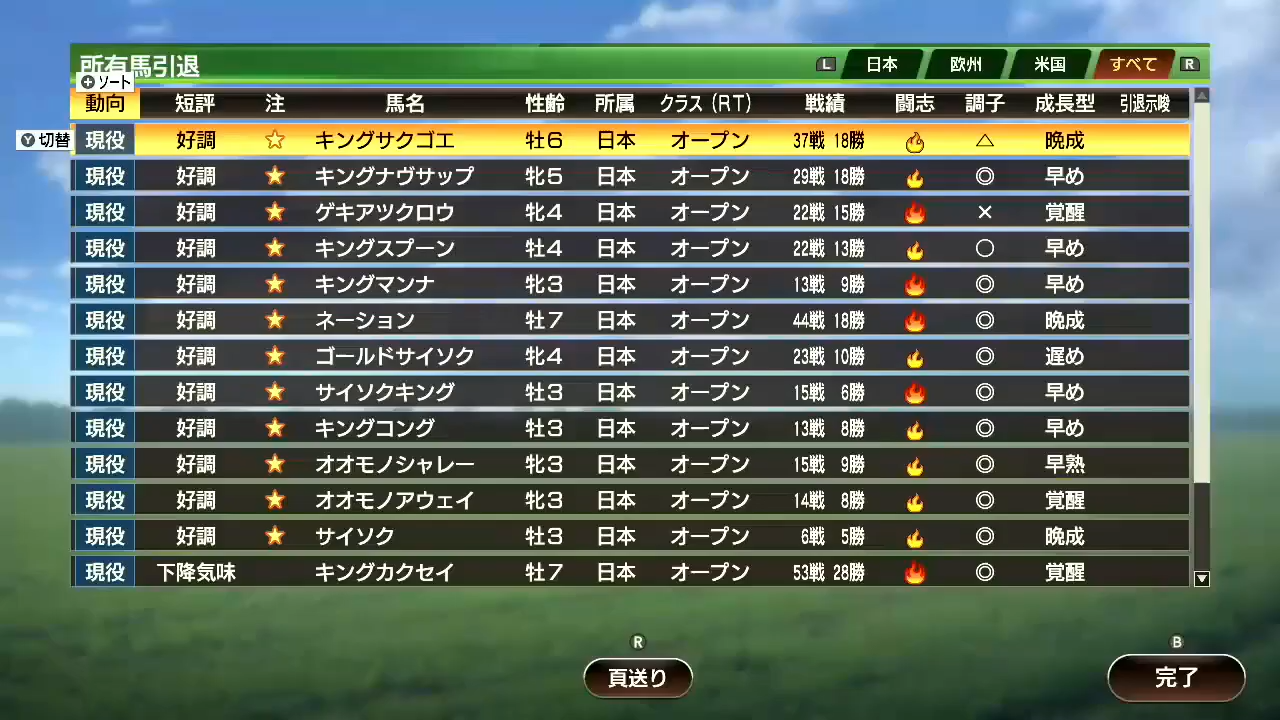 所有馬引退 L 日本 欧州 米国 すべて R
+ソート
動向 短評 注 馬名 性齢 所属 クラス(RT) 戦績 闘志 調子 成長型 引退示唆
Y切替 現役 好調 ☆ キングサクゴエ 牡6 日本 オープン 37戦 18勝 △ 晩成
現役 好調 ★ キングナヴサップ 牝5 日本 オープン 29戦 18勝 ◎ 早め
現役 好調 ★ ゲキアツクロウ 牝4 日本 オープン 22戦 15勝 × 覚醒
現役 好調 ★ キングスプーン 牡4 日本 オープン 22戦 13勝 ○ 早め
現役 好調 ★ キングマンナ 牝3 日本 オープン 13戦 9勝 ◎ 早め
現役 好調 ★ ネーション 牡7 日本 オープン 44戦 18勝 ◎ 晩成
現役 好調 ★ ゴールドサイソク 牝4 日本 オープン 23戦 10勝 ◎ 遅め
現役 好調 ★ サイソクキング 牡3 日本 オープン 15戦 6勝 ◎ 早め
現役 好調 ★ キングコング 牡3 日本 オープン 13戦 8勝 ◎ 早め
現役 好調 ★ オオモノシャレー 牝3 日本 オープン 15戦 9勝 ◎ 早熟
現役 好調 ★ オオモノアウェイ 牝3 日本 オープン 14戦 8勝 ◎ 覚醒
現役 好調 ★ サイソク 牡3 日本 オープン 6戦 5勝 ◎ 晩成
現役 下降気味 キングカクセイ 牡7 日本 オープン 53戦 28勝 ◎ 覚醒
R B
頁送り 完了